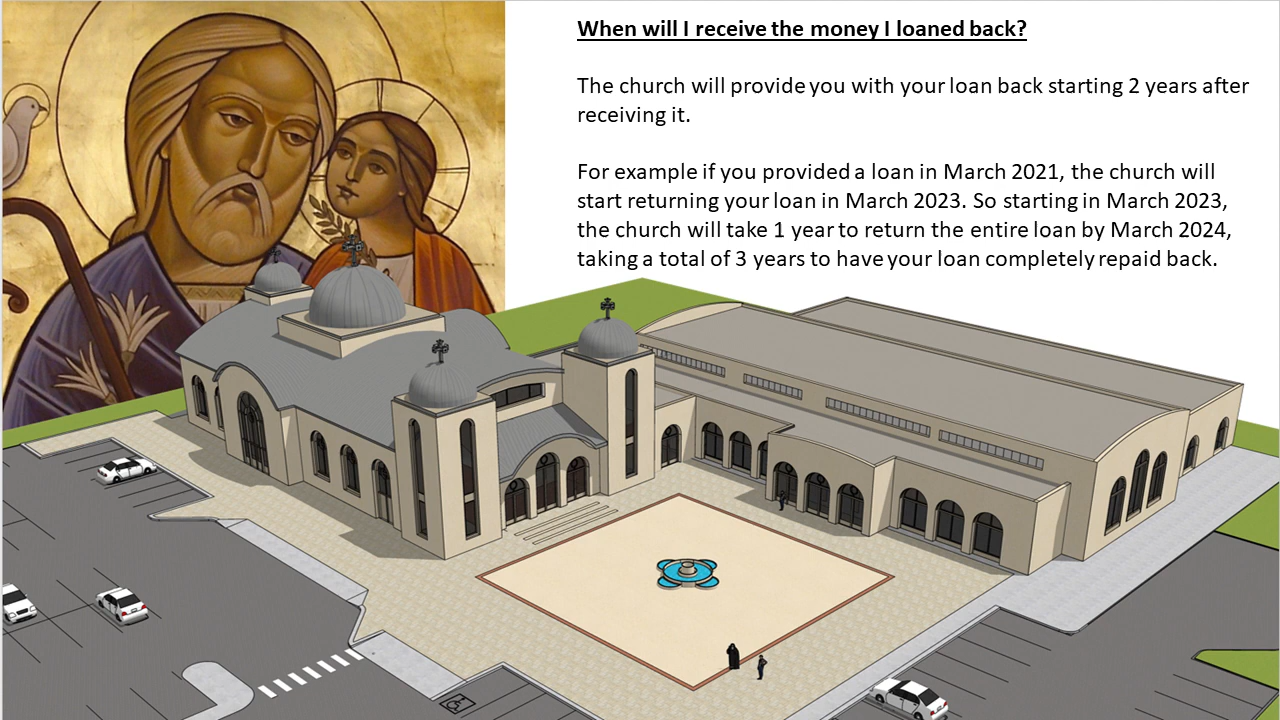 When will I receive the money I loaned back?
The church will provide you with your loan back starting 2 years after
receiving it.
For example if you provided a loan in March 2021, the church will
start returning your loan in March 2023. So starting in March 2023,
the church will take 1 year to return the entire loan by March 2024,
taking a total of 3 years to have your loan completely repaid back.